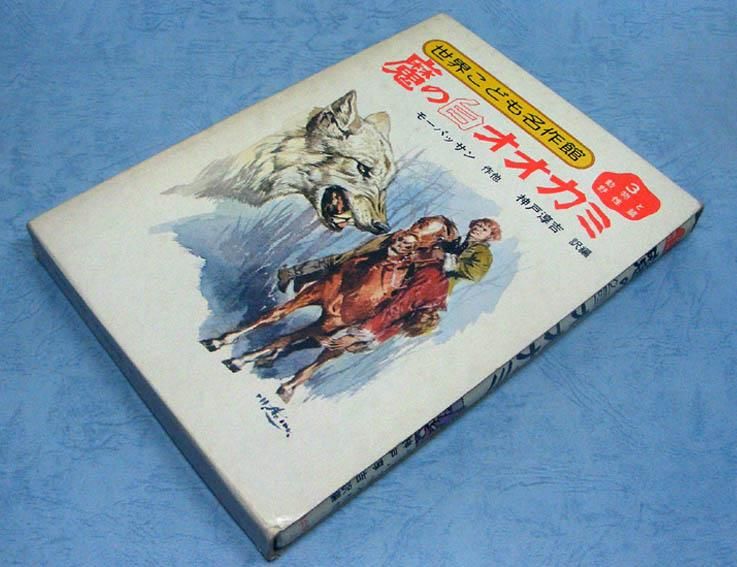 世界こども名作館
魔の白オオカミ
モーパッサン 作他 神戸淳吉 訳編
3